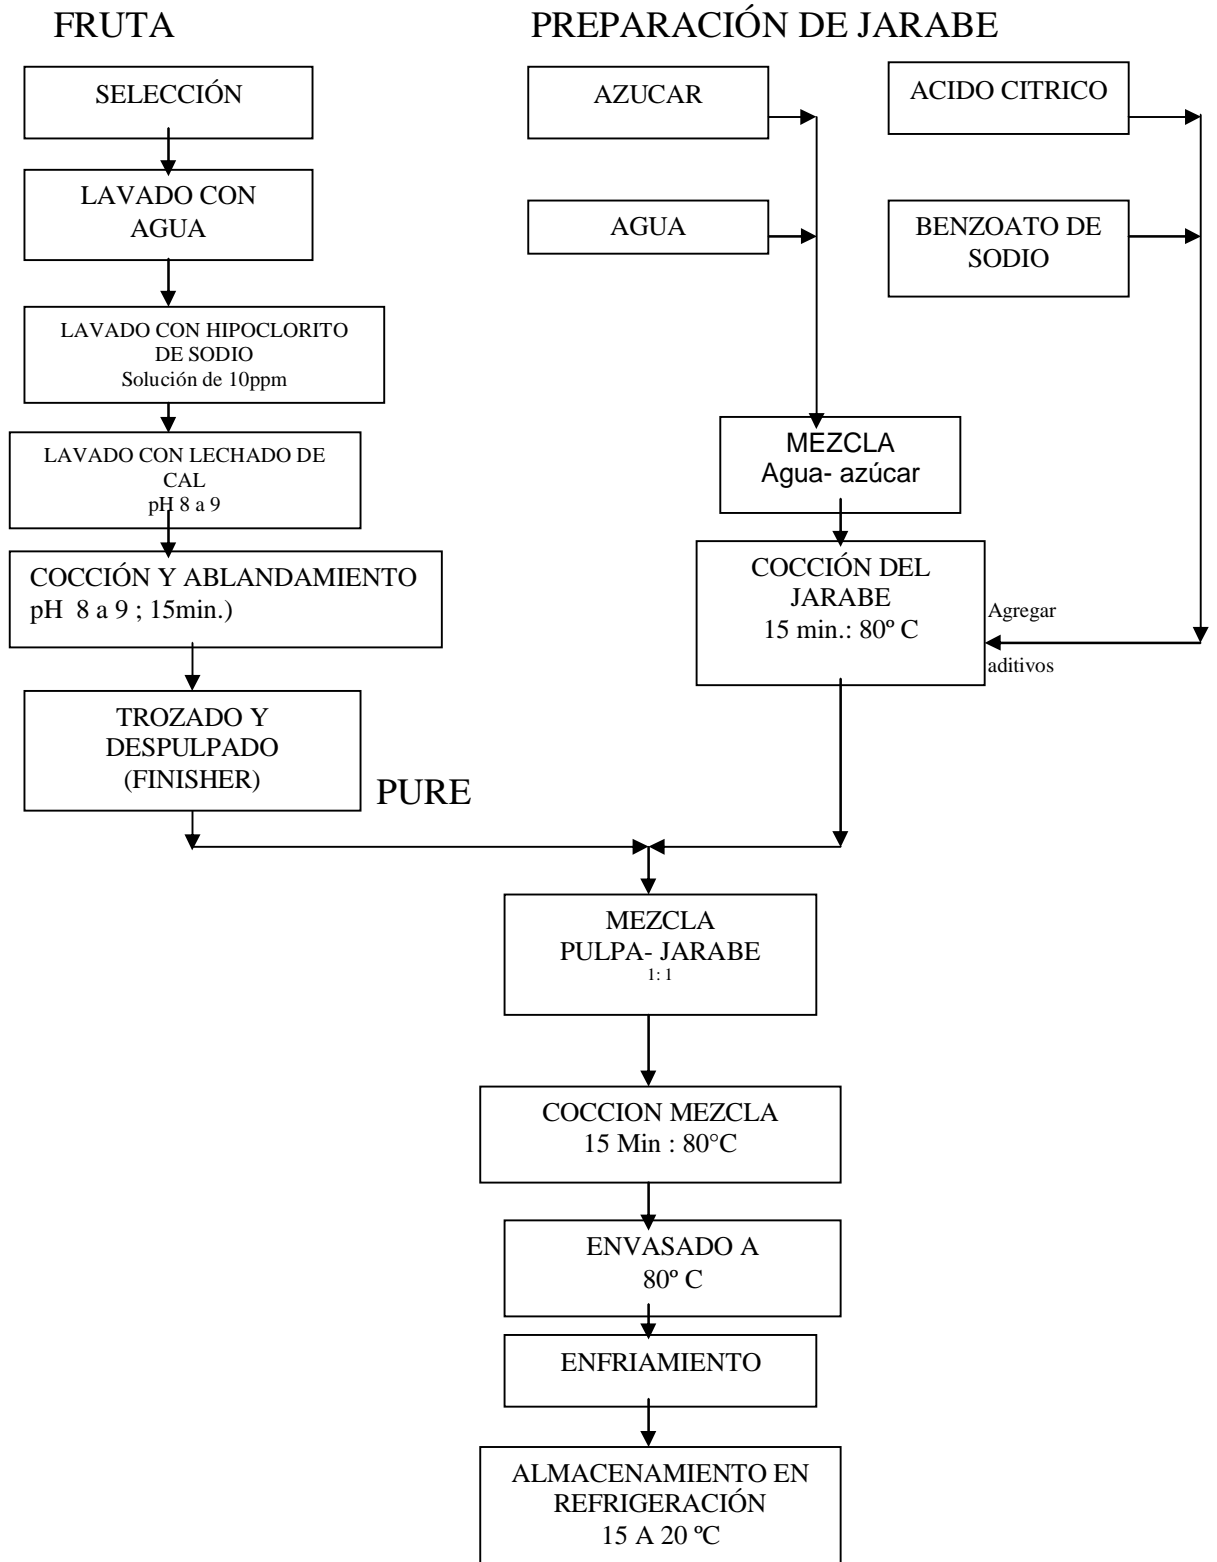 FRUTA
SELECCIÓN
LAVADO CON
AGUA
LAVADO CON HIPOCLORITO
DE SODIO
Solución de 10ppm
LAVADO CON LECHADO DE
CAL
pH 8 a 9
COCCIÓN Y ABLANDAMIENTO
pH 8 a 9 ; 15min.)
TROZADO Y
DESPULPADO
(FINISHER)
PURE
PREPARACIÓN DE JARABE
AZUCAR
AGUA
ACIDO CITRICO
BENZOATO DE
SODIO
MEZCLA
Agua- azúcar
COCCIÓN DEL
JARABE
15 min.: 80º C
Agregar
aditivos
MEZCLA
PULPA- JARABE
1: 1
COCCION MEZCLA
15 Min : 80°C
ENVASADO A
80º C
ENFRIAMIENTO
ALMACENAMIENTO EN
REFRIGERACIÓN
15 A 20 ºC